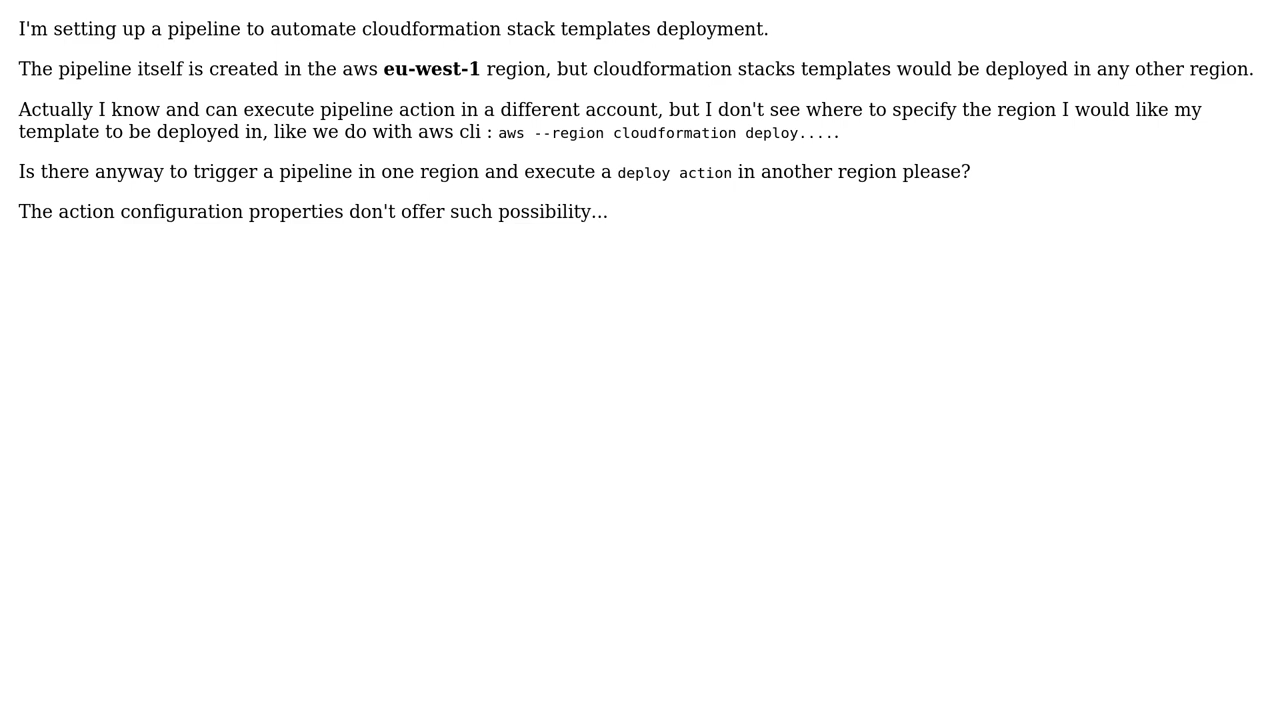 I'm setting up a pipeline to automate cloudformation stack templates deployment.
The pipeline itself is created in the aws eu-west-1 region, but cloudformation stacks templates would be deployed in any other region.
Actually I know and can execute pipeline action in a different account, but I don't see where to specify the region I would like my
template to be deployed in, like we do with aws cli : aws --region cloudformation deploy.....
Is there anyway to trigger a pipeline in one region and execute a deploy action in another region please?
The action configuration properties don't offer such possibility...